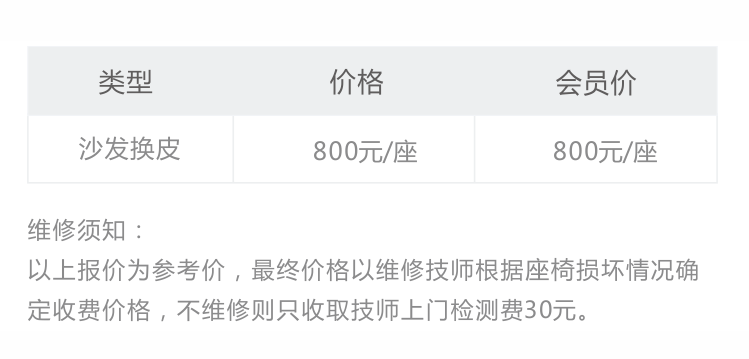 类型 价格 会员价
沙发换皮 800元/座 800元/座
维修须知：
以上报价为参考价，最终价格以维修技师根据座椅损坏情况确
定收费价格，不维修则只收取技师上门检测费30元。